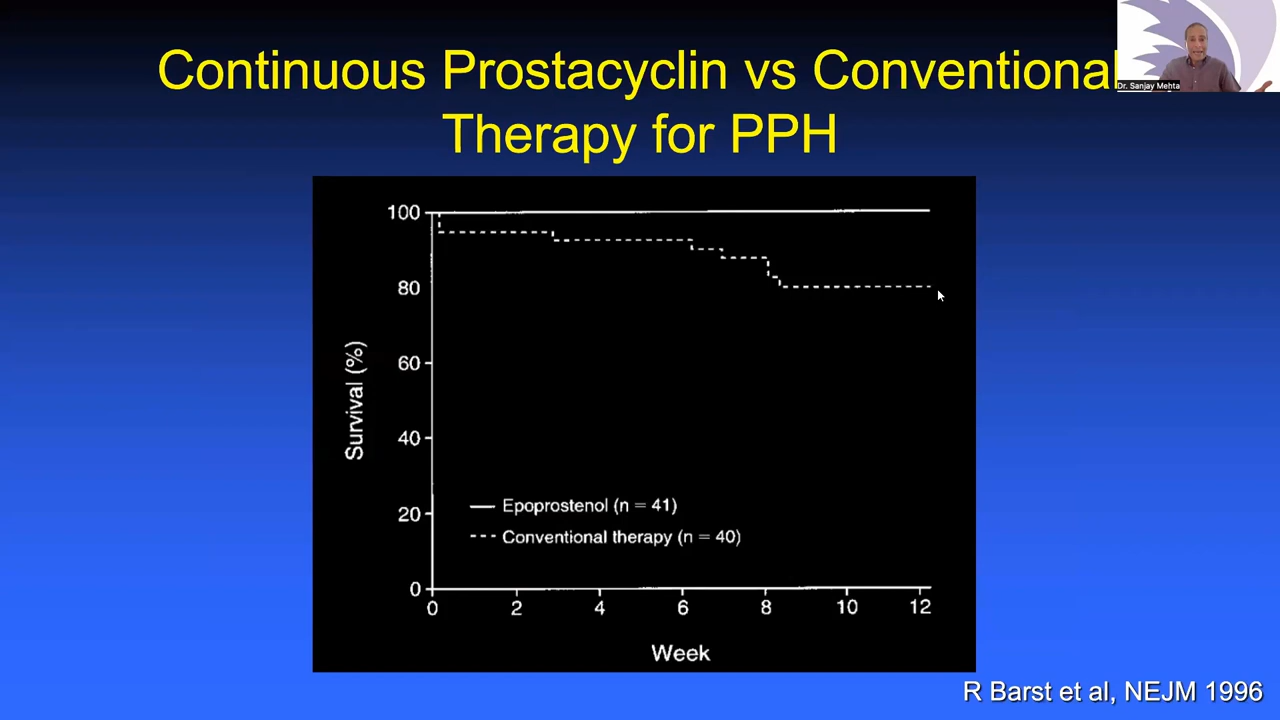 Continuous Prostacyclin vs Conventional
Therapy for PPH
Dr. Sanjay Mehta
100
80
60
40
20
0
Survival (%)
Epoprostenol (n = 41)
Conventional therapy (n = 40)
0 2 4 6 8 10 12
Week
R Barst et al, NEJM 1996